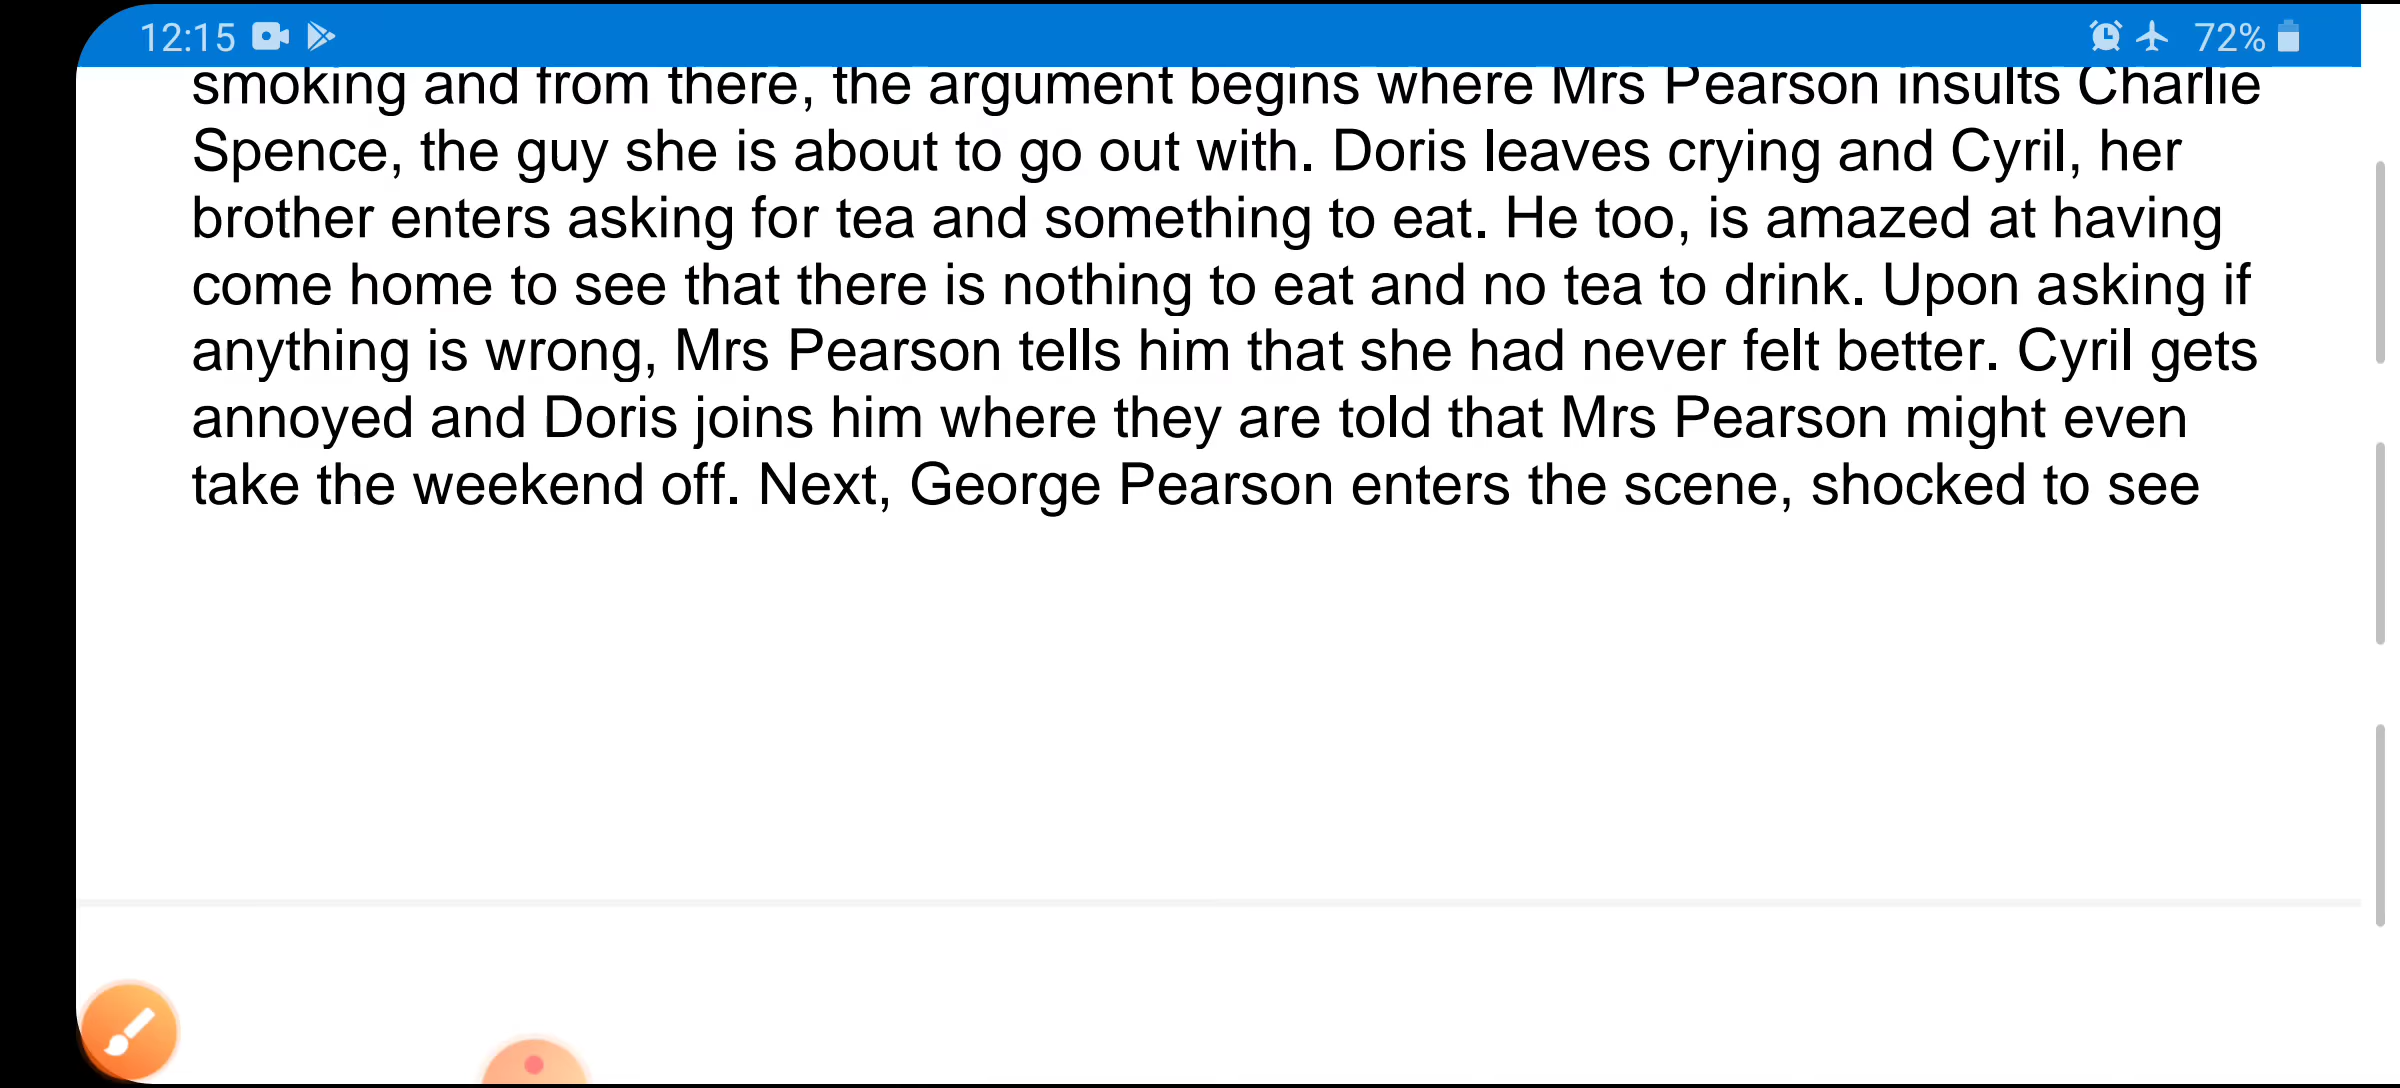 12:15
72%
smoking and from there, the argument begins where Mrs Pearson insults Charlie
Spence, the guy she is about to go out with. Doris leaves crying and Cyril, her
brother enters asking for tea and something to eat. He too, is amazed at having
come home to see that there is nothing to eat and no tea to drink. Upon asking if
anything is wrong, Mrs Pearson tells him that she had never felt better. Cyril gets
annoyed and Doris joins him where they are told that Mrs Pearson might even
take the weekend off. Next, George Pearson enters the scene, shocked to see